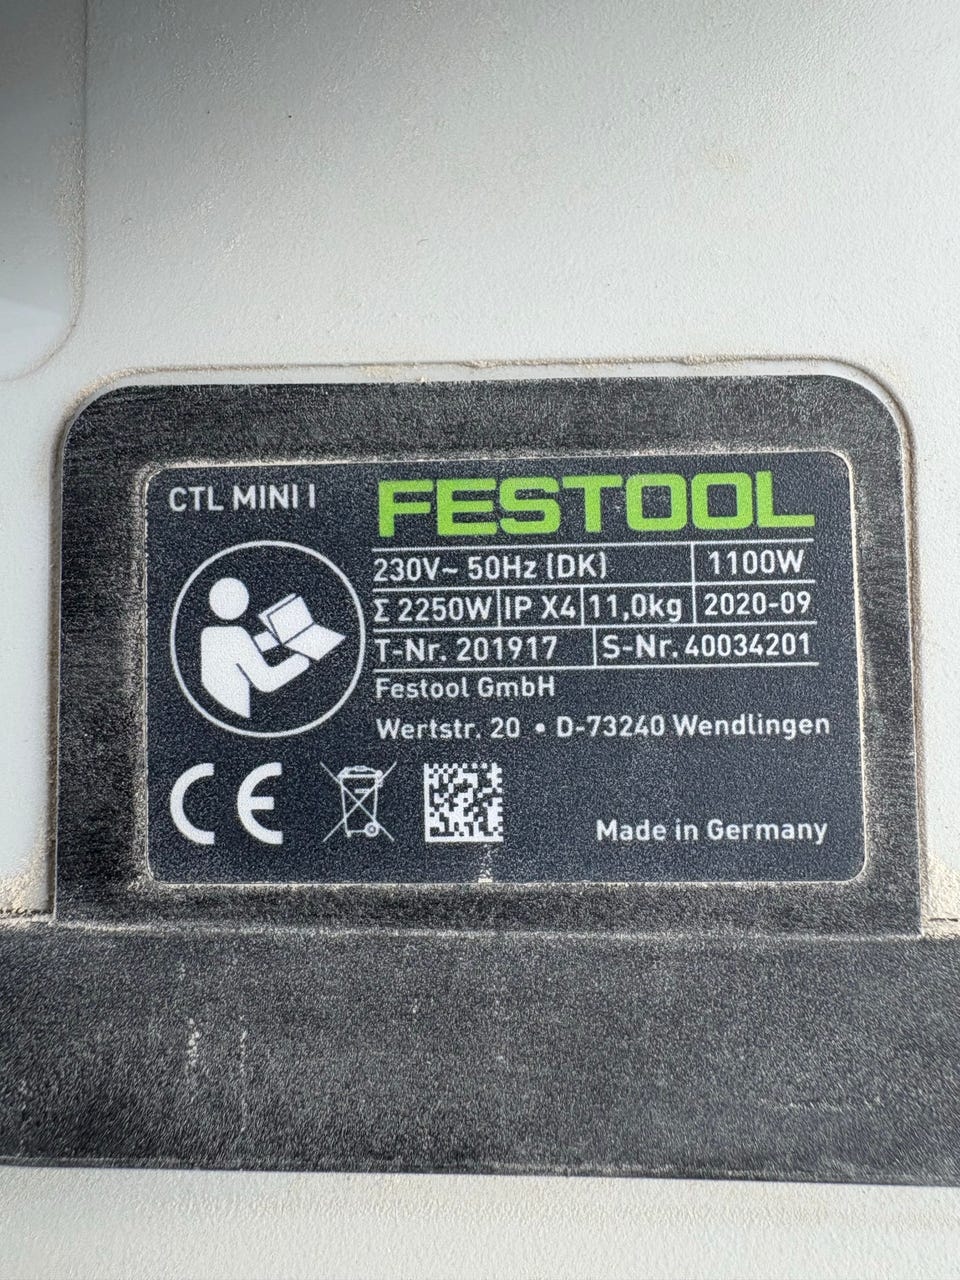 CTL MINI I FESTOOL
230V~ 50Hz (DK) 1100W
Σ 2250W IP X4 11,0kg 2020-09
T-Nr. 201917 S-Nr. 40034201
Festool GmbH
Wertstr. 20 • D-73240 Wendlingen
CE
Made in Germany